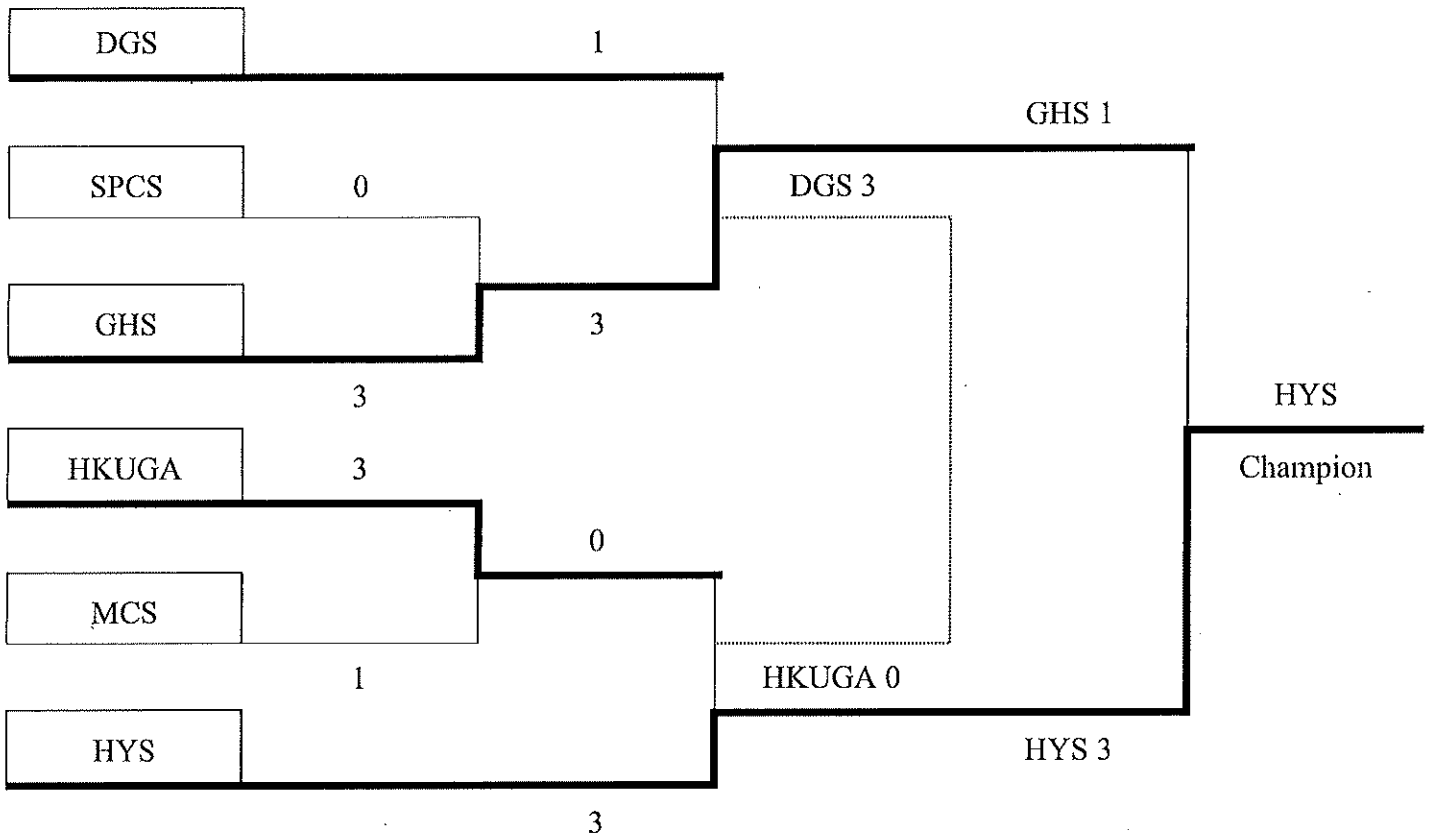 DGS
1
GHS 1
SPCS
0
DGS 3
GHS
3
3
HKUGA
3
HYS
Champion
0
MCS
1
HKUGA 0
HYS
HYS 3
3